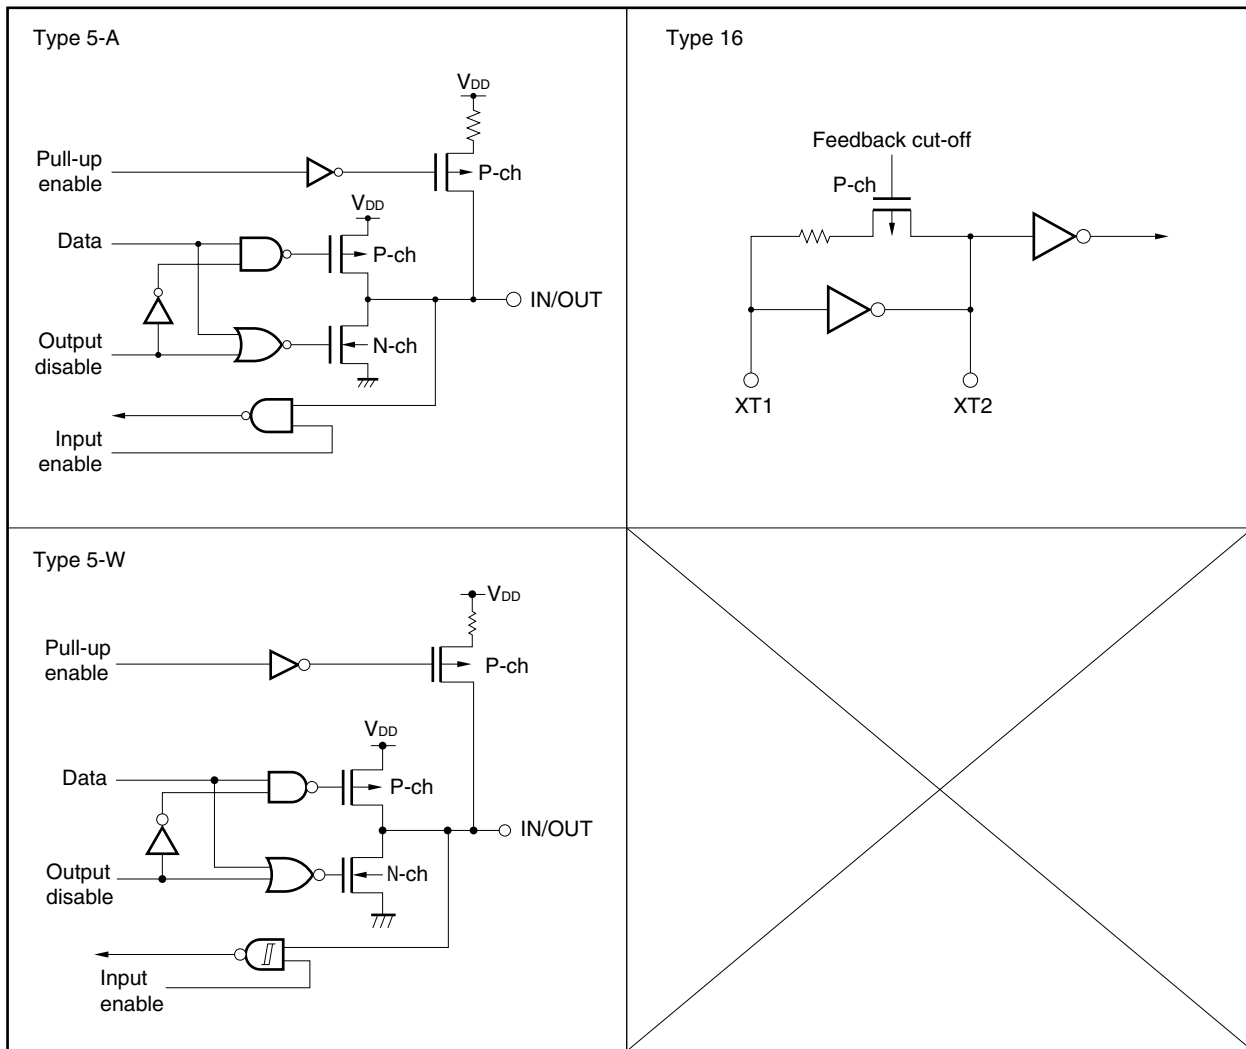 Type 5-A
VDD
Pull-up
enable
P-ch
VDD
Data
P-ch
IN/OUT
Output
disable
N-ch
Input
enable
Type 16
Feedback cut-off
P-ch
XT1
XT2
Type 5-W
VDD
Pull-up
enable
P-ch
VDD
Data
P-ch
IN/OUT
Output
disable
N-ch
Input
enable